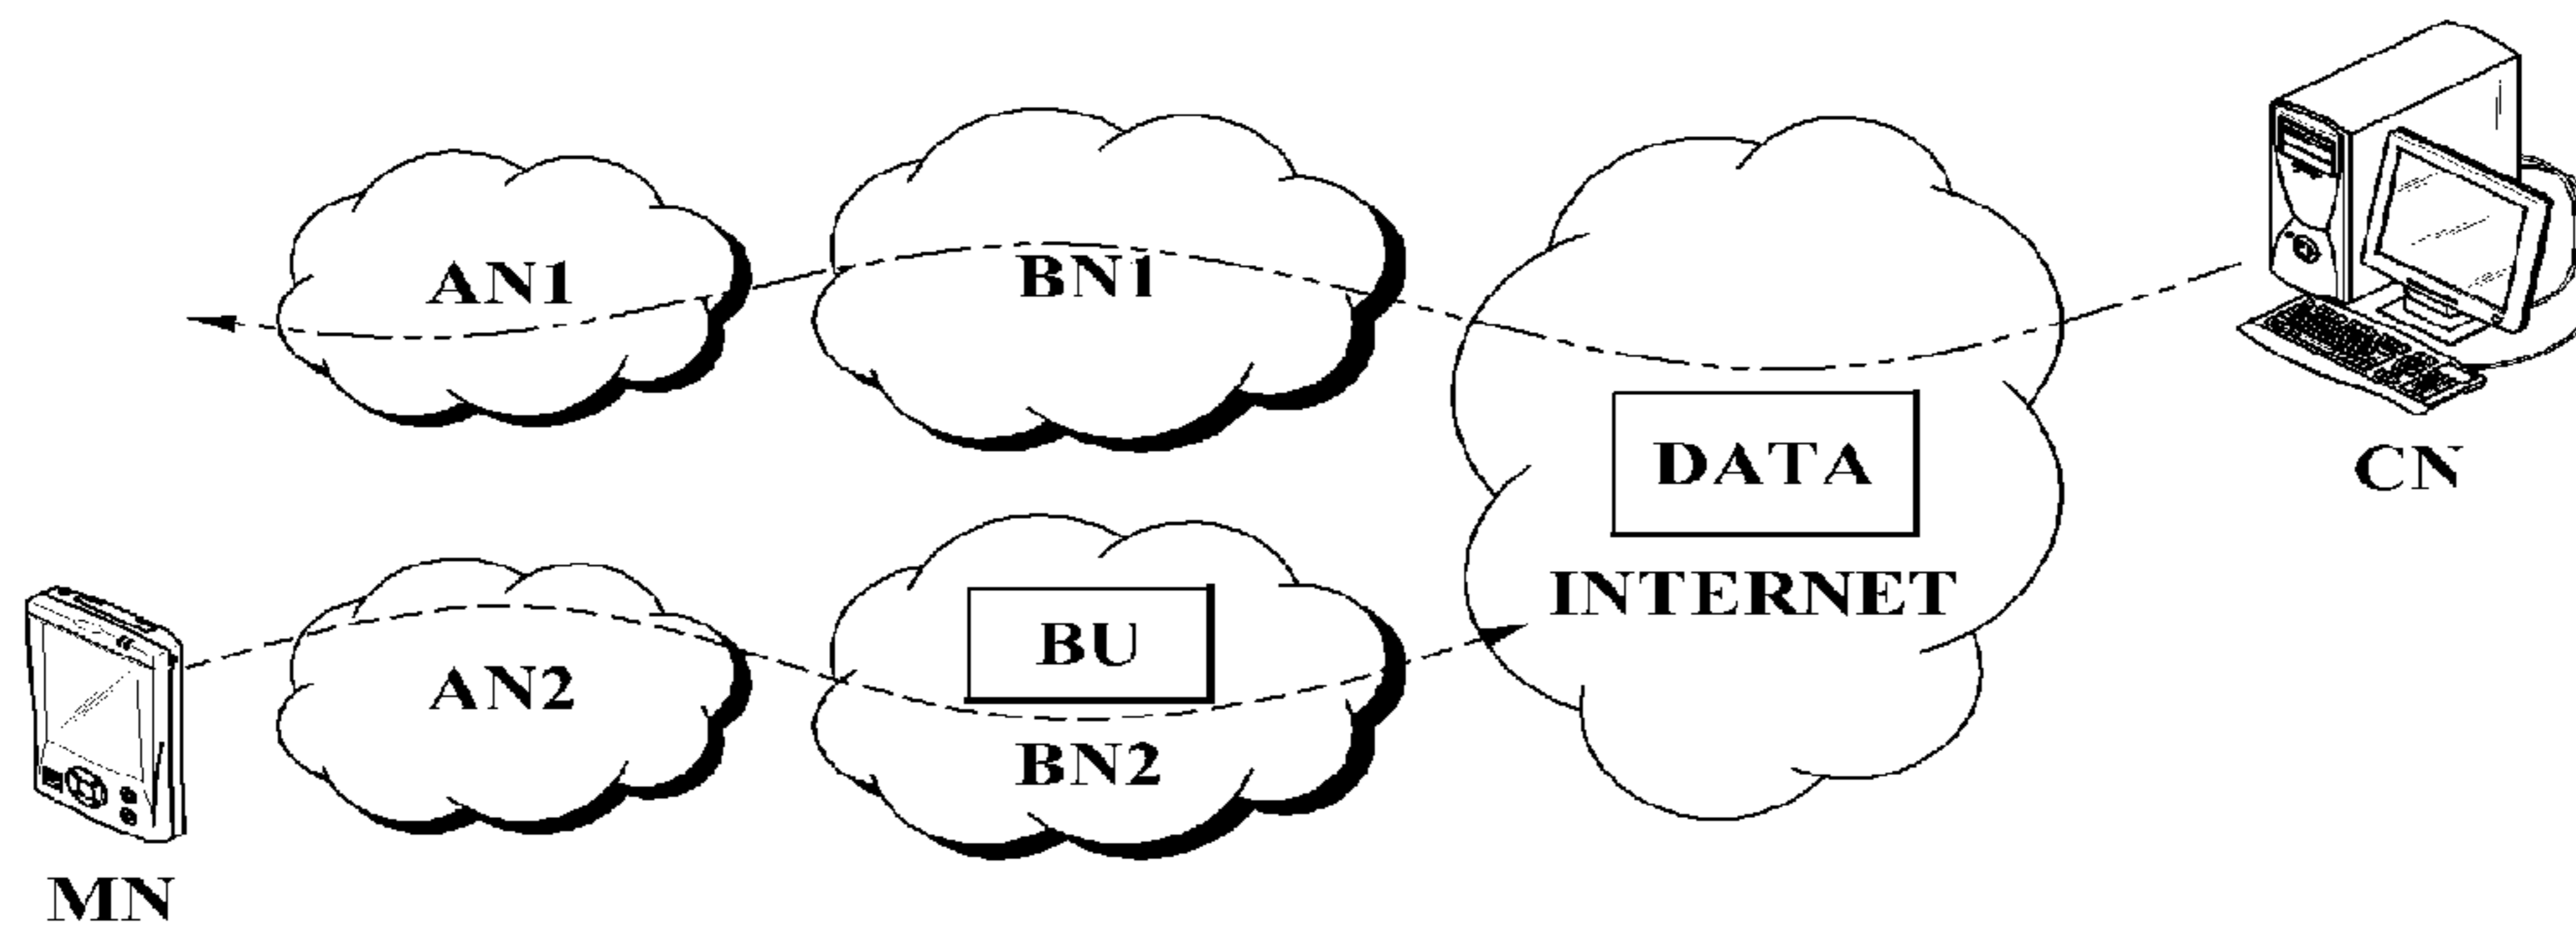 AN1
BN1
DATA
CN
INTERNET
BU
AN2
BN2
MN